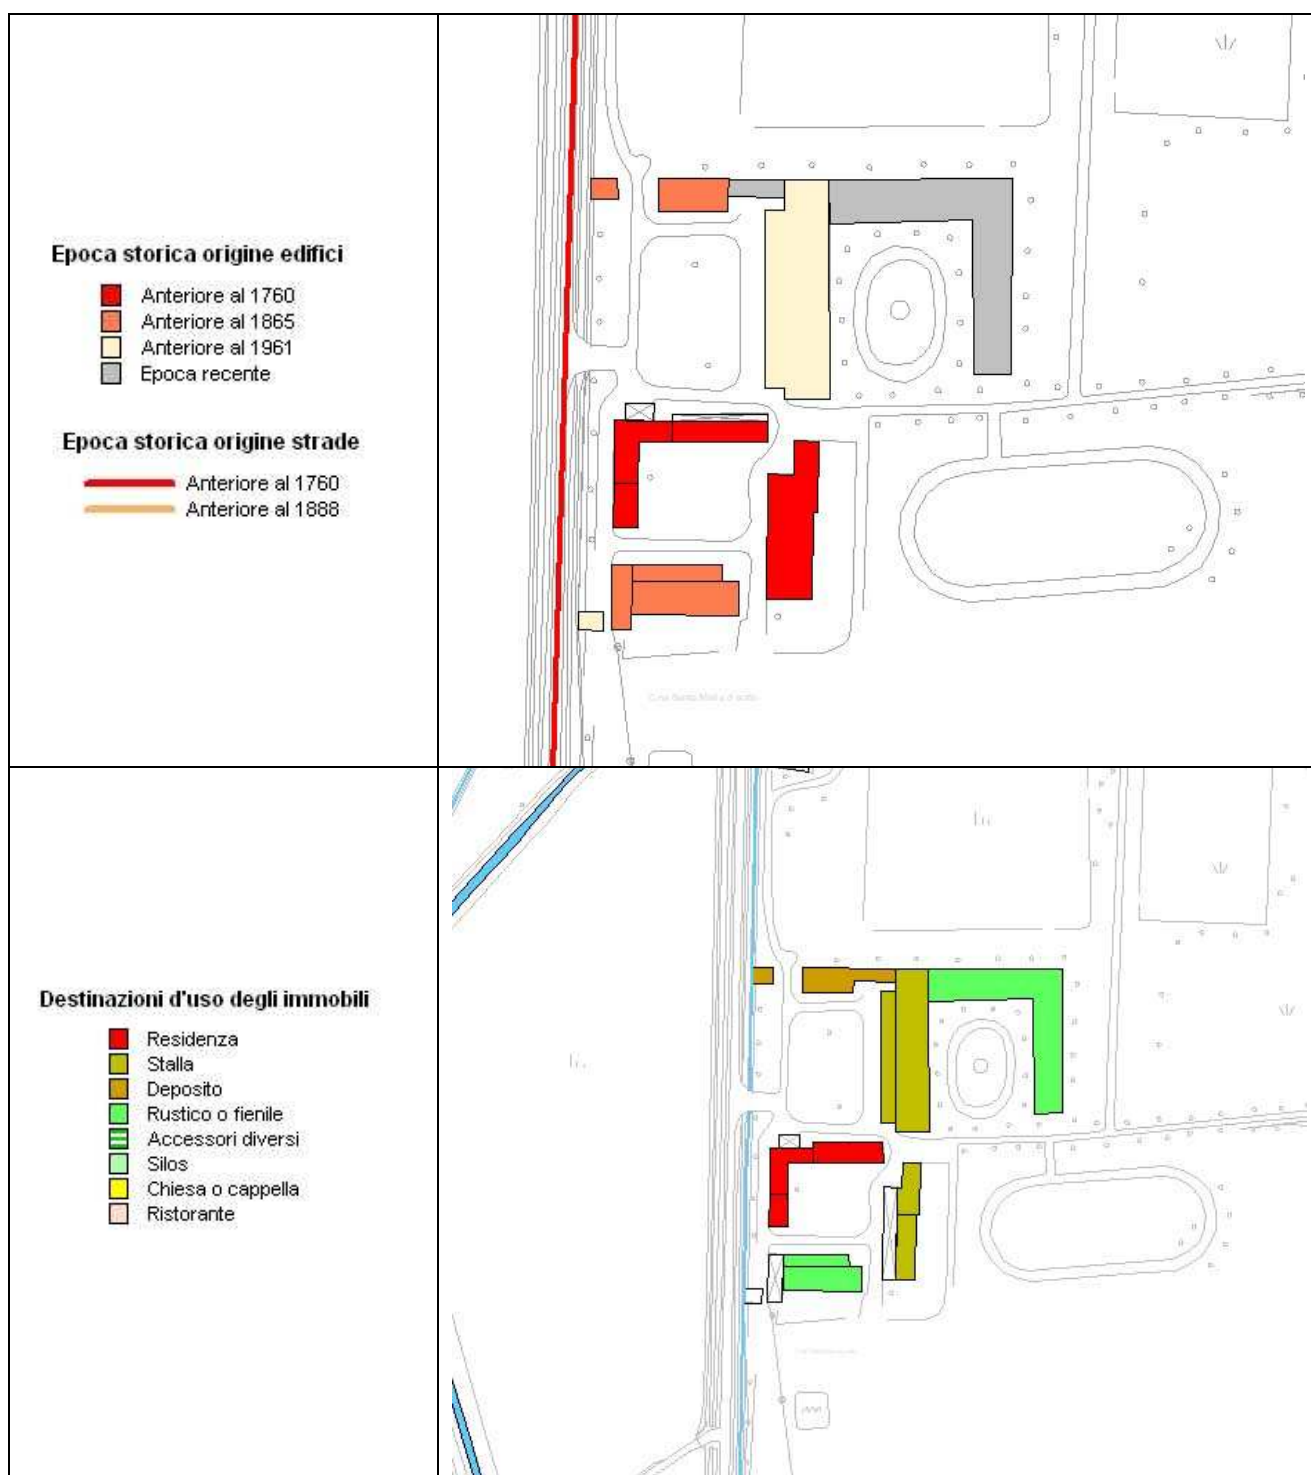 Epoca storica origine edifici
Anteriore al 1760
Anteriore al 1865
Anteriore al 1961
Epoca recente
Epoca storica origine strade
Anteriore al 1760
Anteriore al 1888
Destinazioni d'uso degli immobili
Residenza
Stalla
Deposito
Rustico o fienile
Accessori diversi
Silos
Chiesa o cappella
Ristorante